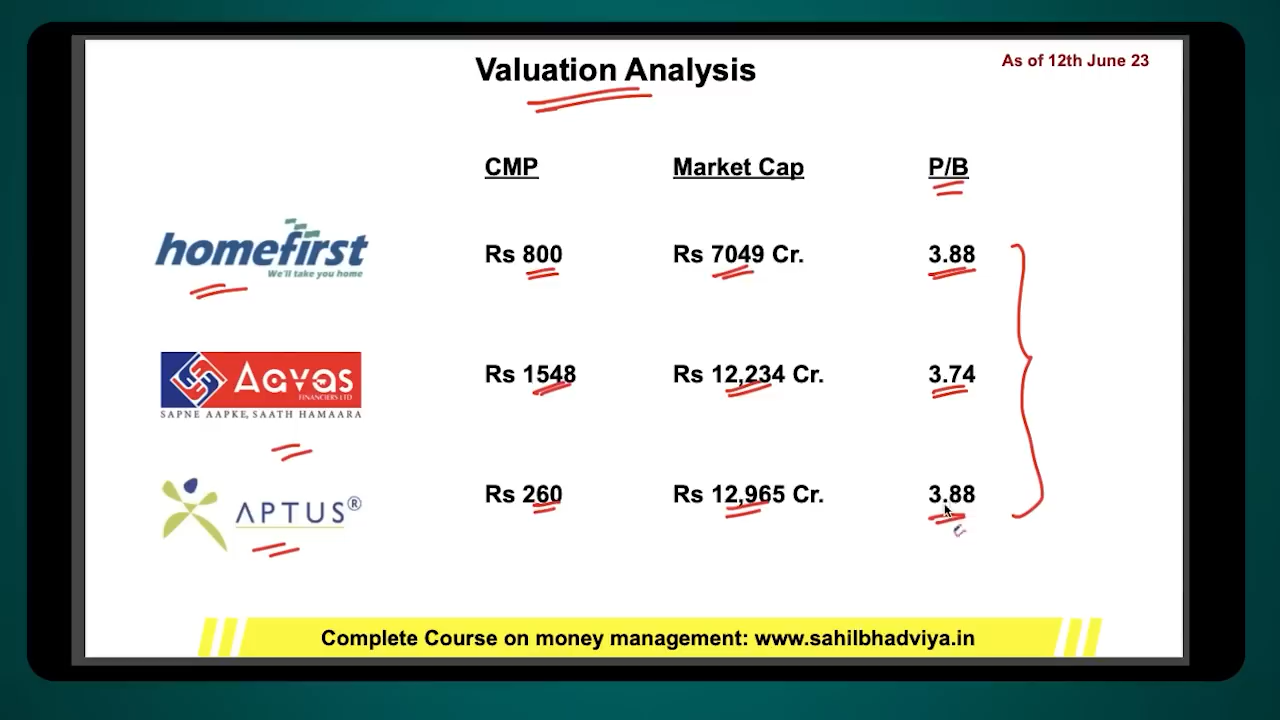 Valuation Analysis
As of 12th June 23
CMP Market Cap P/B
homefirst
We'll take you home
Rs 800 Rs 7049 Cr. 3.88
Aavas
FINANCIERS LTD
SAPNE AAPKE, SAATH HAMAARA
Rs 1548 Rs 12,234 Cr. 3.74
APTUS®
Rs 260 Rs 12,965 Cr. 3.88
Complete Course on money management: www.sahilbhadviya.in